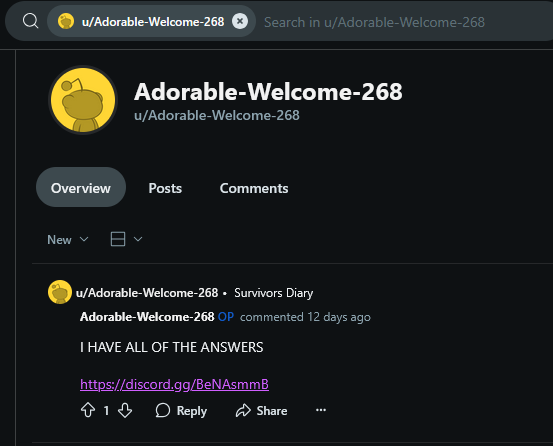 u/Adorable-Welcome-268
Search in u/Adorable-Welcome-268
Adorable-Welcome-268
u/Adorable-Welcome-268
Overview Posts Comments
New
u/Adorable-Welcome-268 • Survivors Diary
Adorable-Welcome-268 OP commented 12 days ago
I HAVE ALL OF THE ANSWERS
https://discord.gg/BeNAsmmB
1 Reply Share ...